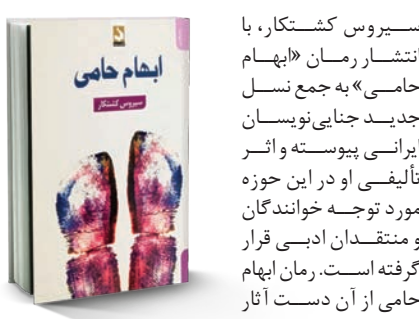 سیروس کشتکار، با
انتشار رمان «ابهام
حامی» به جمع نسل
جدید جنایی‌نویسان
ایرانی پیوسته و اثر
تألیفی او در این حوزه
مورد توجه خوانندگان
و منتقدان ادبی قرار
گرفته است. رمان ابهام
حامی از آن دست آثار
ابهام حامی
سیروس کشتکار